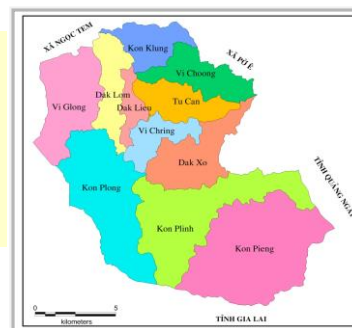 XÃ NGỌC TEM
XÃ PỜ Ê
Kon Klung
Vi Choong
Dak Lom
Vi Glong
Dak Lieu
Tu Can
Vi Chring
Dak Xo
TỈNH QUẢNG NGÃI
Kon Plong
Kon Plinh
Kon Pieng
0 5
kilometers
TỈNH GIA LAI